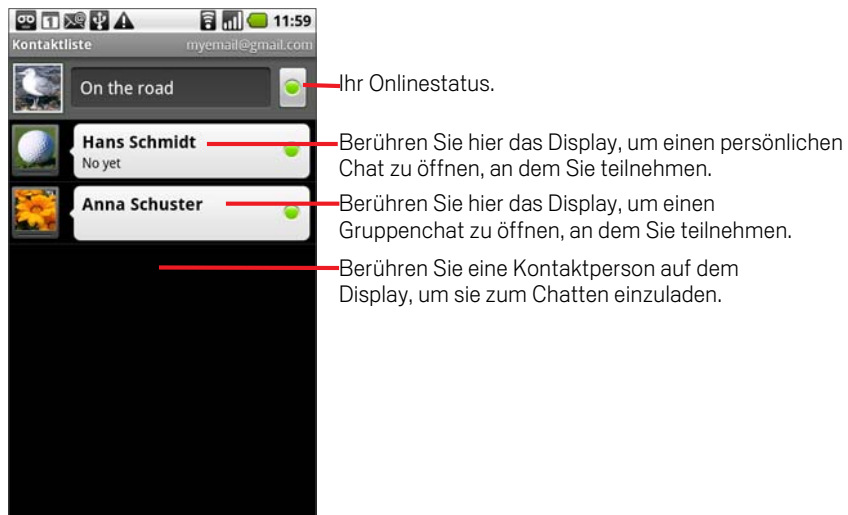 11:59
Kontaktliste myemail@gmail.com
On the road
Ihr Onlinestatus.
Hans Schmidt
No yet
Berühren Sie hier das Display, um einen persönlichen
Chat zu öffnen, an dem Sie teilnehmen.
Anna Schuster
Berühren Sie hier das Display, um einen
Gruppenchat zu öffnen, an dem Sie teilnehmen.
Berühren Sie eine Kontaktperson auf dem
Display, um sie zum Chatten einzuladen.